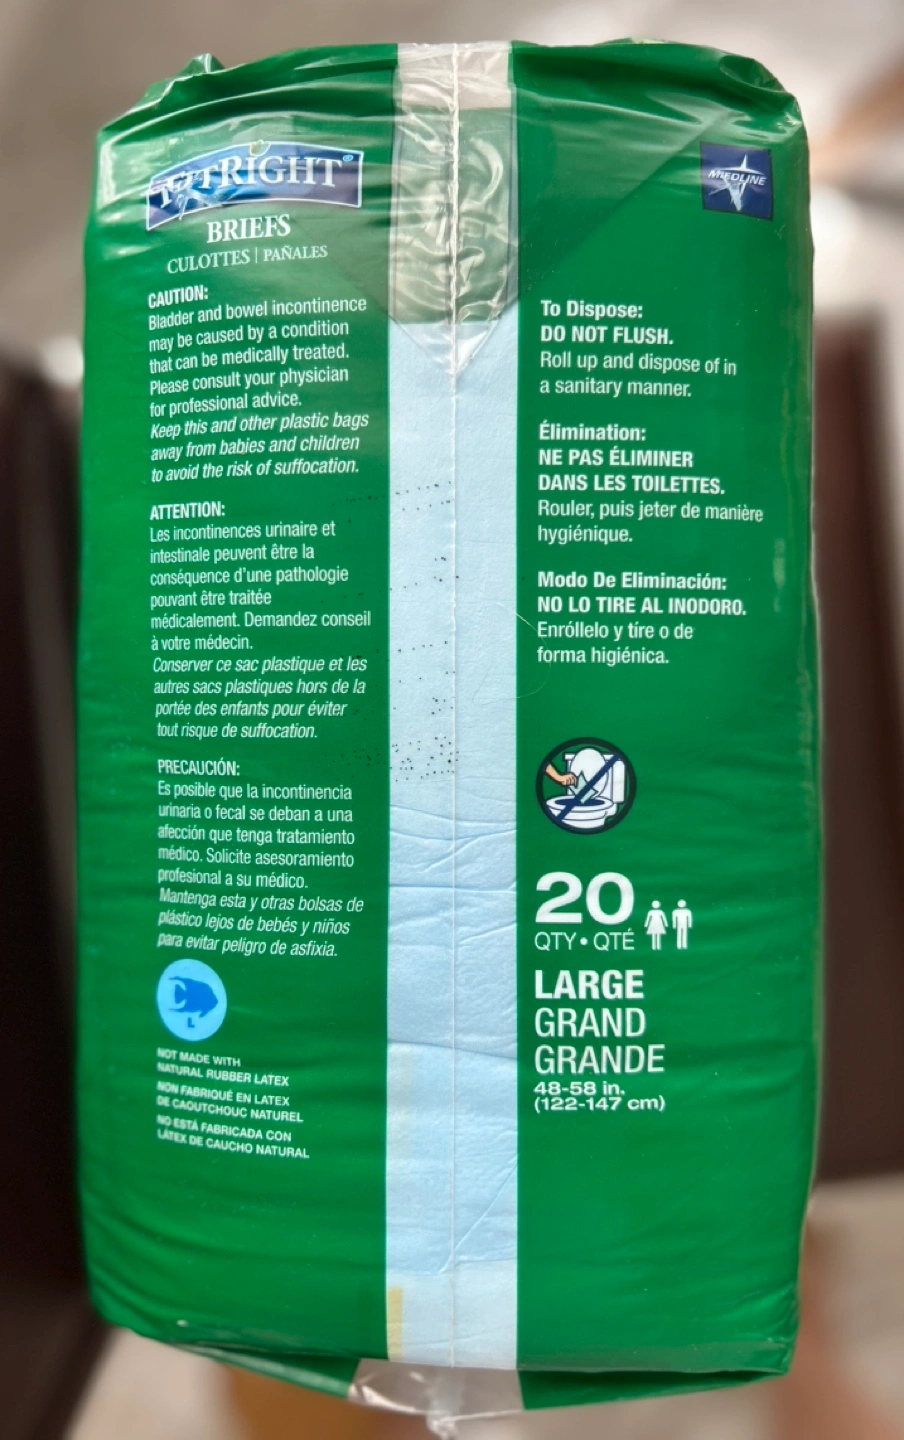 FITRIGHT®
BRIEFS
CULOTTES | PAÑALES
CAUTION:
Bladder and bowel incontinence
may be caused by a condition
that can be medically treated.
Please consult your physician
for professional advice.
Keep this and other plastic bags
away from babies and children
to avoid the risk of suffocation.
ATTENTION:
Les incontinences urinaire et
intestinale peuvent être la
conséquence d'une pathologie
pouvant être traitée
médicalement. Demandez conseil
à votre médecin.
Conserver ce sac plastique et les
autres sacs plastiques hors de la
portée des enfants pour éviter
tout risque de suffocation.
PRECAUCIÓN:
Es posible que la incontinencia
urinaria o fecal se deban a una
afección que tenga tratamiento
médico. Solicite asesoramiento
profesional a su médico.
Mantenga esta y otras bolsas de
plástico lejos de bebés y niños
para evitar peligro de asfixia.
C
L
NOT MADE WITH
NATURAL RUBBER LATEX
NON FABRIQUÉ EN LATEX
DE CAOUTCHOUC NATUREL
NO ESTÁ FABRICADA CON
LÁTEX DE CAUCHO NATURAL
MEDLINE
To Dispose:
DO NOT FLUSH.
Roll up and dispose of in
a sanitary manner.
Élimination:
NE PAS ÉLIMINER
DANS LES TOILETTES.
Rouler, puis jeter de manière
hygiénique.
Modo De Eliminación:
NO LO TIRE AL INODORO.
Enróllelo y tire o de
forma higiénica.
20
QTY • QTÉ
LARGE
GRAND
GRANDE
48-58 in.
(122-147 cm)